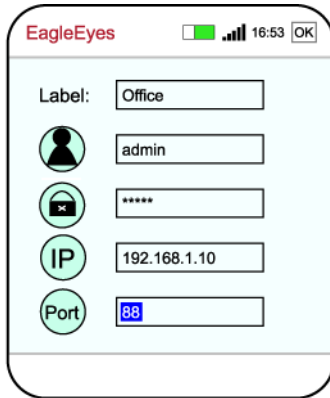 EagleEyes 16:53 OK
Label: Office
admin
*****
IP 192.168.1.10
Port 88